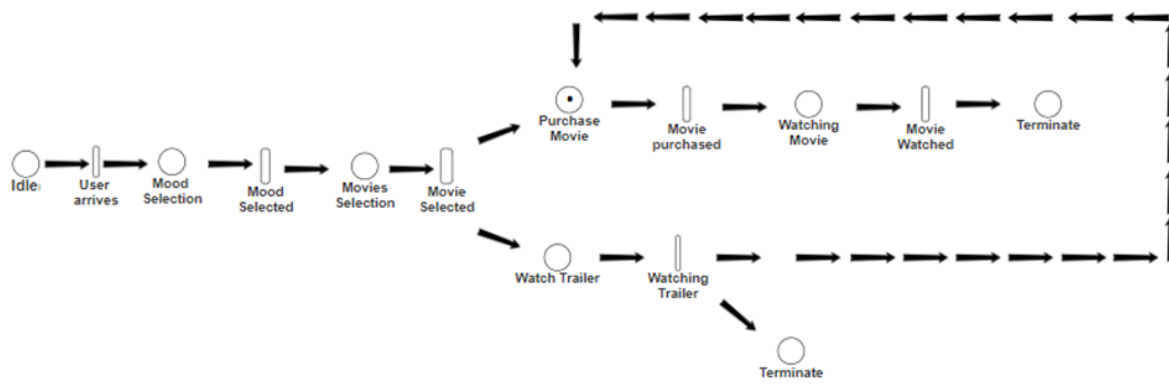 Purchase
Movie
Movie
purchased
Watching
Movie
Movie
Watched
Terminate
Idle
User
arrives
Mood
Selection
Mood
Selected
Movies
Selection
Movie
Selected
Watch Trailer
Watching
Trailer
Terminate